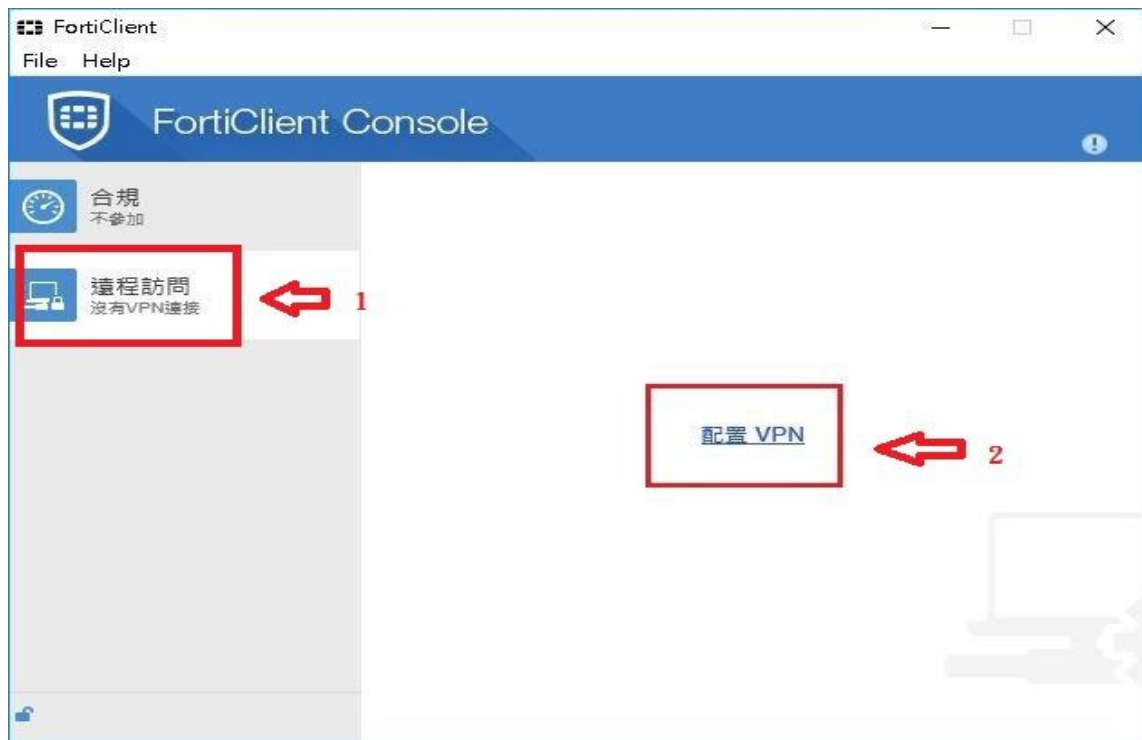 FortiClient
File Help
FortiClient Console
合規
不參加
遠程訪問
沒有VPN連接
1
配置 VPN
2